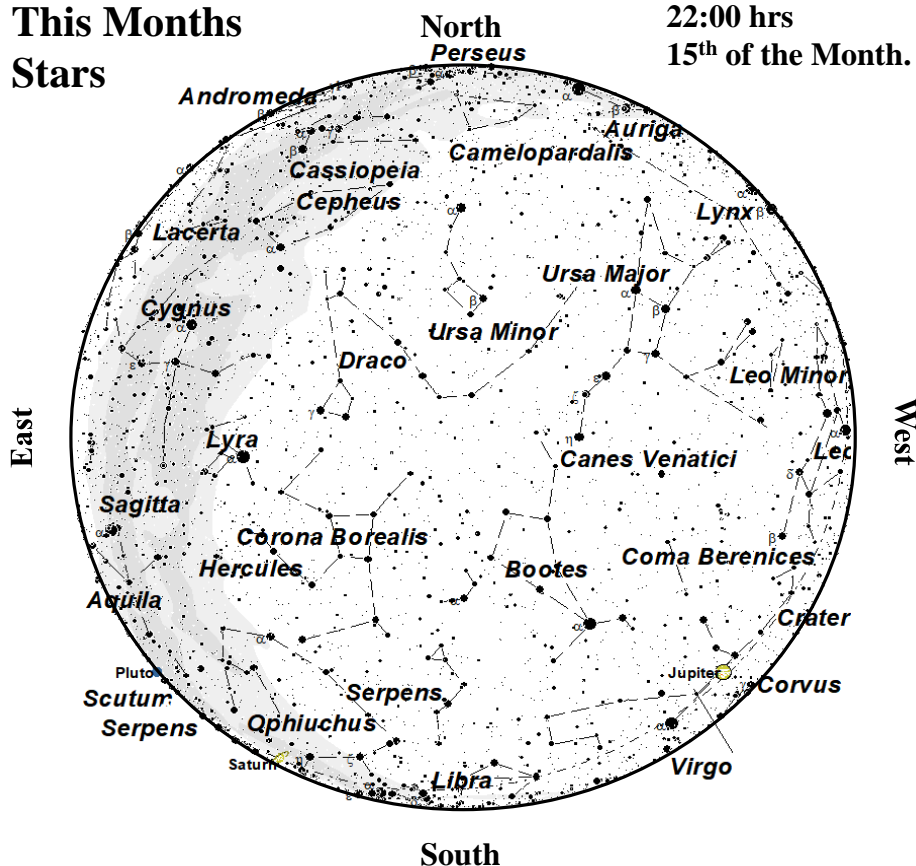 This Months
Stars
North
22:00 hrs
15th of the Month.
Perseus
Andromeda
Auriga
Camelopardalis
Cassiopeia
Cepheus
Lynx
Lacerta
Ursa Major
Cygnus
Ursa Minor
Draco
Leo Minor
East
West
Lyra
Leo
Canes Venatici
Sagitta
Corona Borealis
Coma Berenices
Hercules
Bootes
Aquila
Crater
Pluto
Jupiter
Scutum
Serpens
Corvus
Serpens
Ophiuchus
Saturn
Libra
Virgo
South